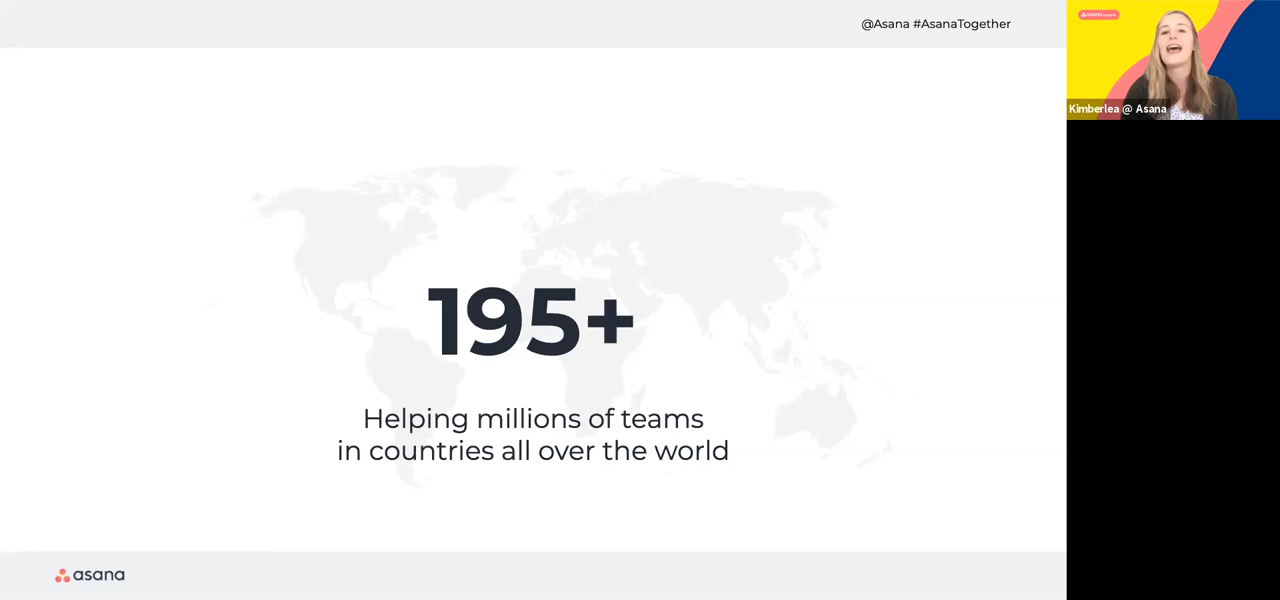 @Asana #AsanaTogether
Kimberlea @ Asana
195+
Helping millions of teams
in countries all over the world
asana